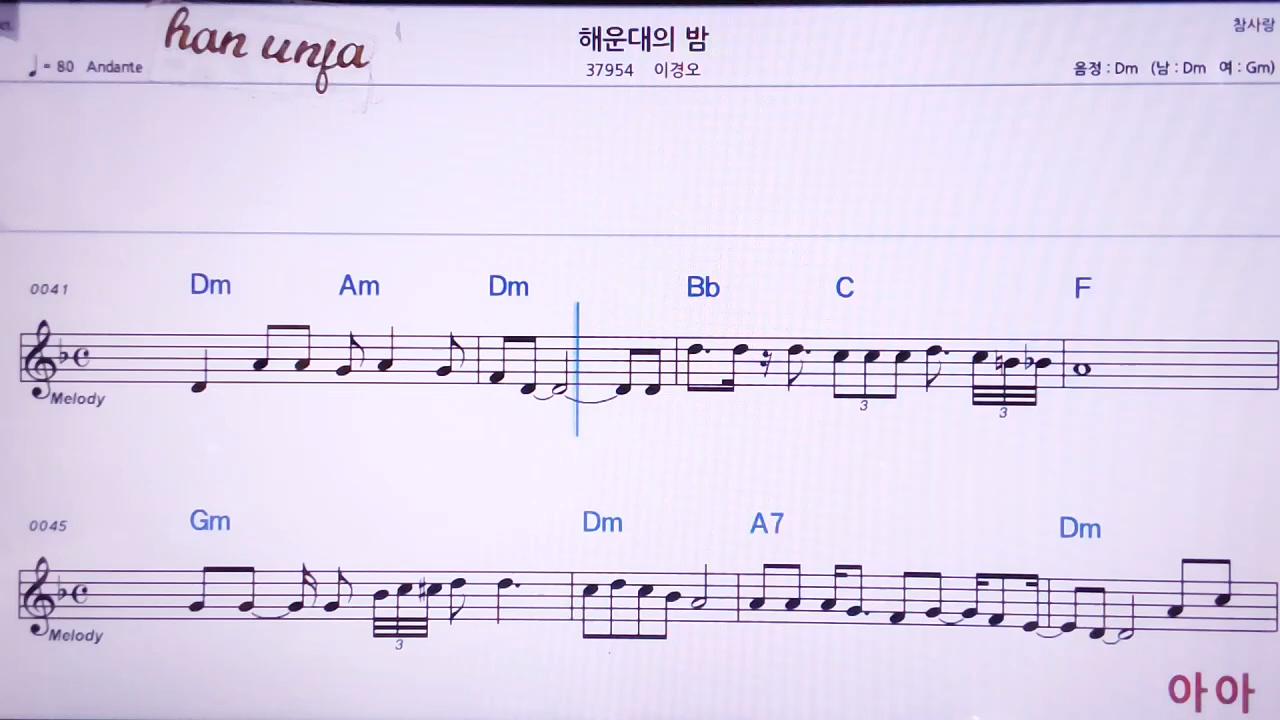 han unfa
해운대의 밤
참사랑
♩= 80 Andante
37954 이경오
음정 : Dm (남 : Dm 여 : Gm)
0041 Dm Am Dm Bb C F
Melody
3 3
0045 Gm Dm A7 Dm
Melody
3
아 아